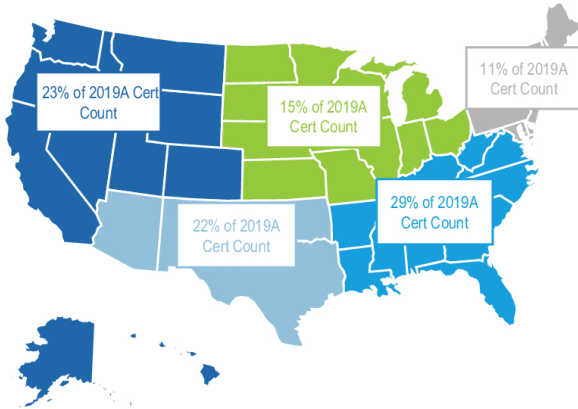 11% of 2019A
Cert Count
23% of 2019A Cert
Count
15% of 2019A
Cert Count
29% of 2019A
Cert Count
22% of 2019A
Cert Count